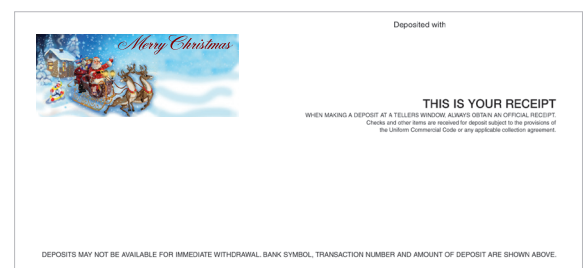 Deposited with
Merry Christmas
THIS IS YOUR RECEIPT
WHEN MAKING A DEPOSIT AT A TELLERS WINDOW, ALWAYS OBTAIN AN OFFICIAL RECEIPT.
Checks and other items are received for deposit subject to the provisions of
the Uniform Commercial Code or any applicable collection agreement.
DEPOSITS MAY NOT BE AVAILABLE FOR IMMEDIATE WITHDRAWAL. BANK SYMBOL, TRANSACTION NUMBER AND AMOUNT OF DEPOSIT ARE SHOWN ABOVE.